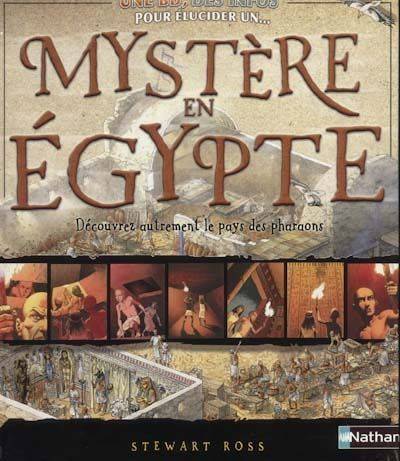 UNE BD, DES INFOS
POUR ÉLUCIDER UN...
MYSTÈRE
EN
ÉGYPTE
Découvrez autrement le pays des pharaons
STEWART ROSS
Nathan